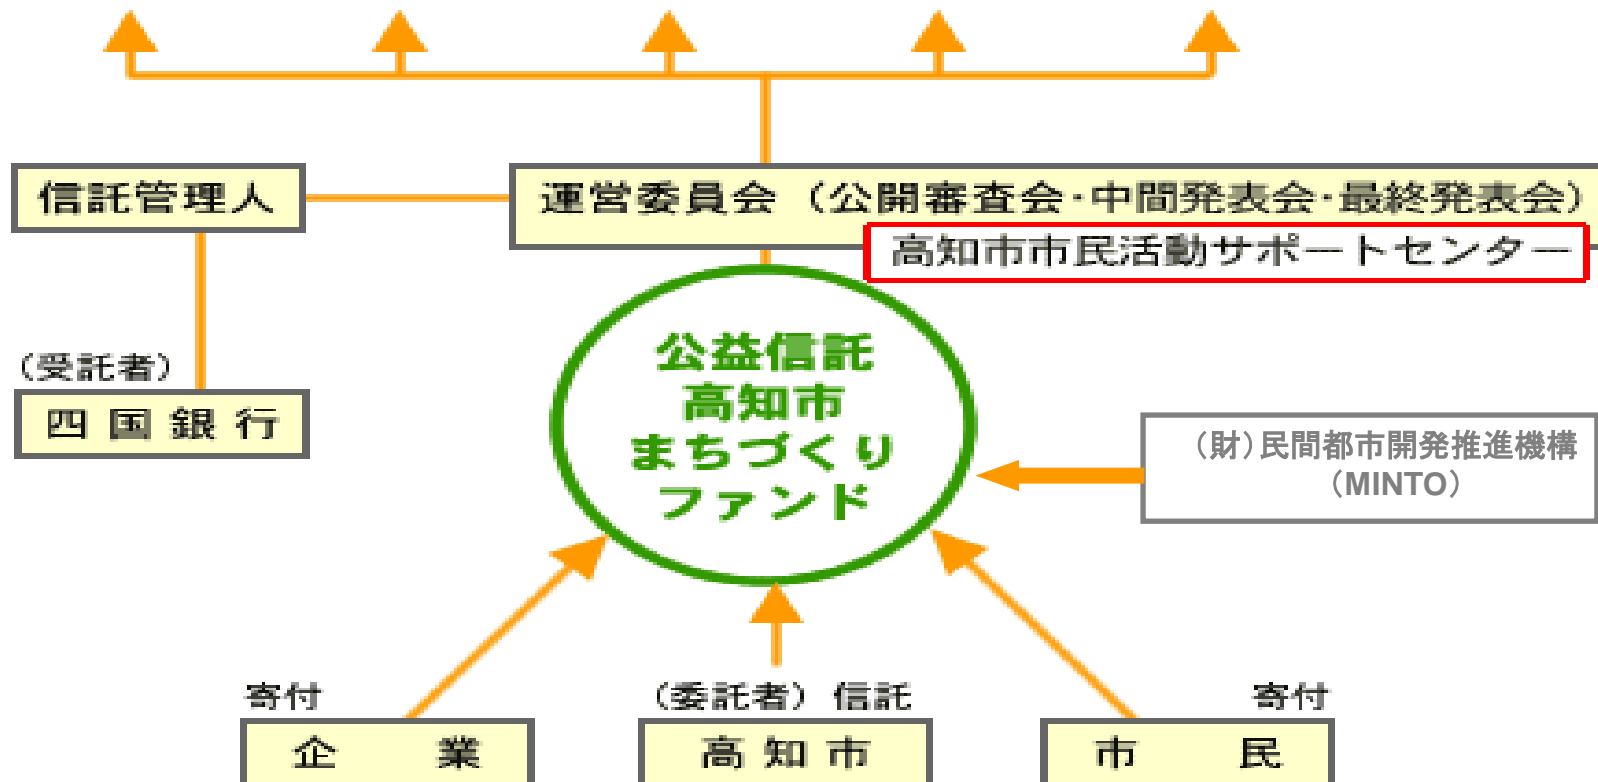 信託管理人
運営委員会（公開審査会・中間発表会・最終発表会）
高知市市民活動サポートセンター
（受託者）
四国銀行
公益信託
高知市
まちづくり
ファンド
（財）民間都市開発推進機構
（MINTO）
寄付
（委託者）信託
寄付
企　業
高知市
市　民